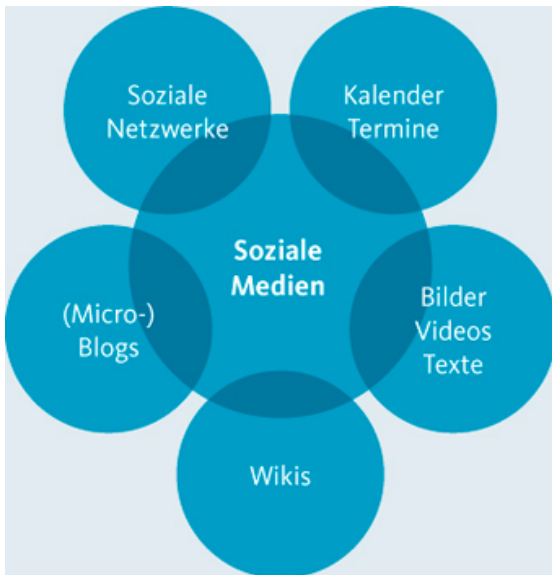 Soziale
Netzwerke
Kalender
Termine
Soziale
Medien
(Micro-)
Blogs
Bilder
Videos
Texte
Wikis